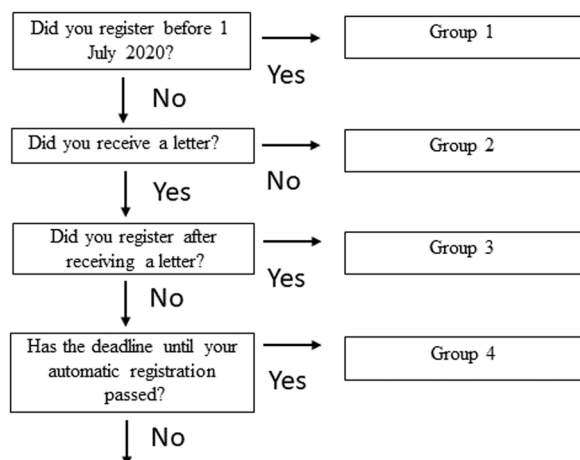 Did you register before 1
July 2020?
Group 1
Yes
No
Did you receive a letter?
Group 2
No
Yes
Did you register after
receiving a letter?
Group 3
Yes
No
Has the deadline until your
automatic registration
passed?
Group 4
Yes
No